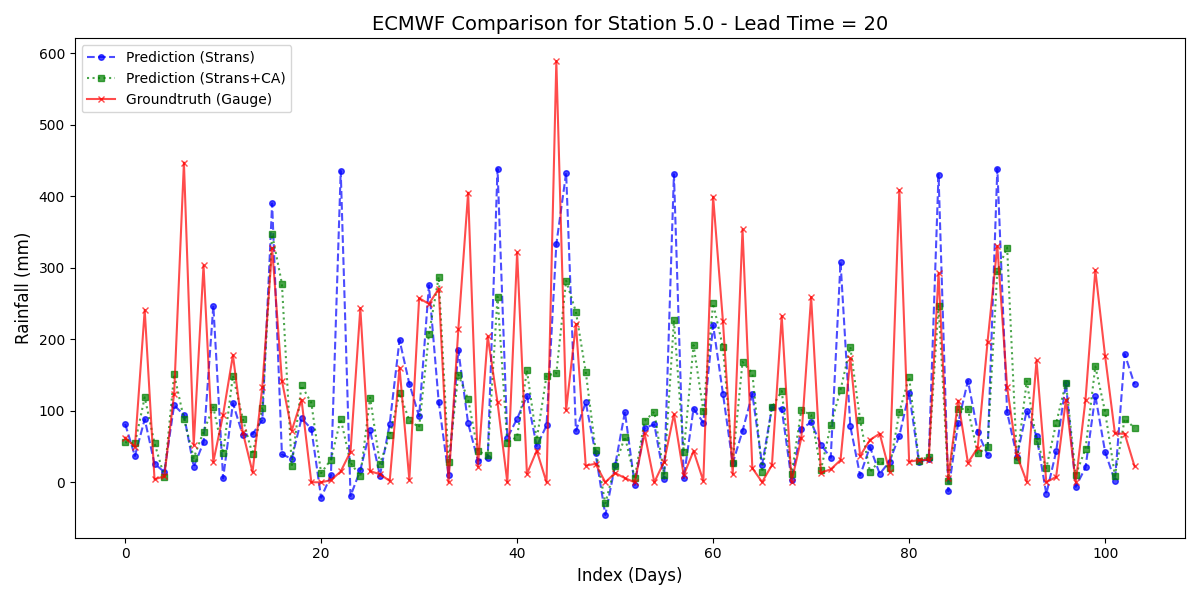 ECMWF Comparison for Station 5.0 - Lead Time = 20
Prediction (Strans)
Prediction (Strans+CA)
Groundtruth (Gauge)
Rainfall (mm)
600
500
400
300
200
100
0
0 20 40 60 80 100
Index (Days)